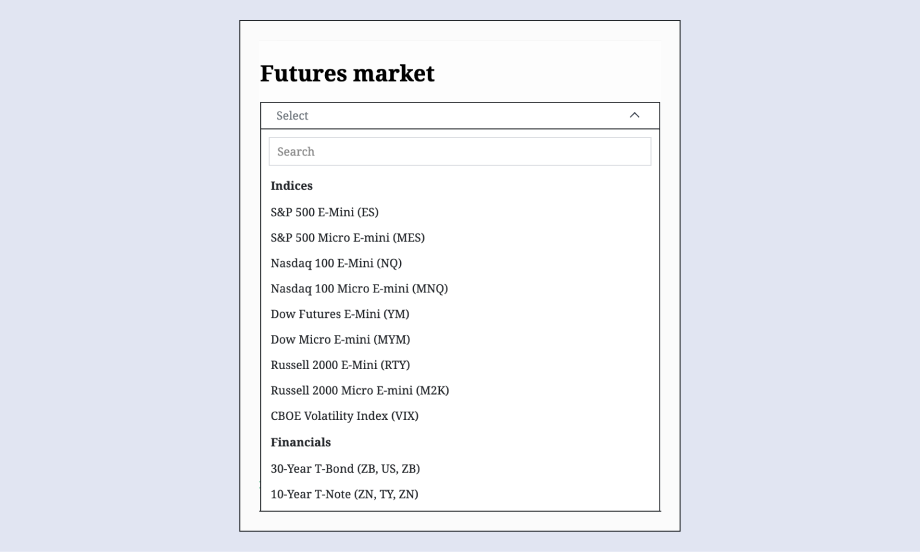 Futures market
Select
Search
Indices
S&P 500 E-Mini (ES)
S&P 500 Micro E-mini (MES)
Nasdaq 100 E-Mini (NQ)
Nasdaq 100 Micro E-mini (MNQ)
Dow Futures E-Mini (YM)
Dow Micro E-mini (MYM)
Russell 2000 E-Mini (RTY)
Russell 2000 Micro E-mini (M2K)
CBOE Volatility Index (VIX)
Financials
30-Year T-Bond (ZB, US, ZB)
10-Year T-Note (ZN, TY, ZN)